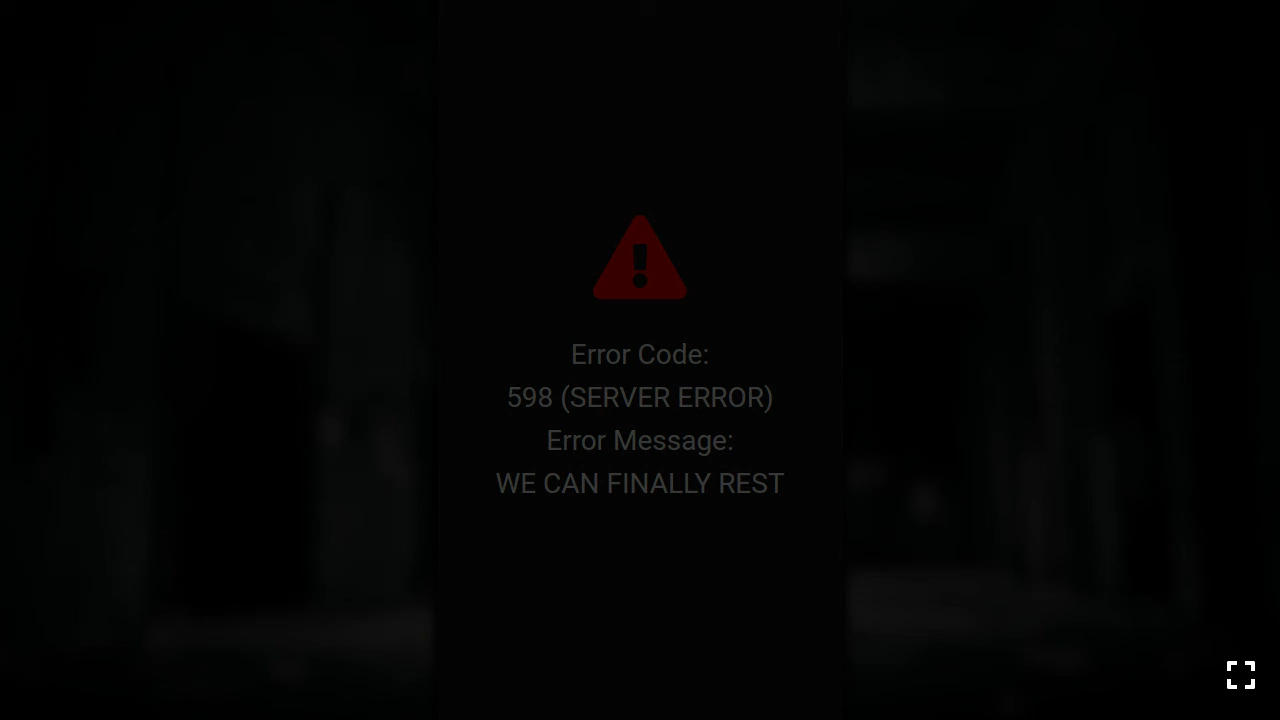 Error Code:
598 (SERVER ERROR)
Error Message:
WE CAN FINALLY REST